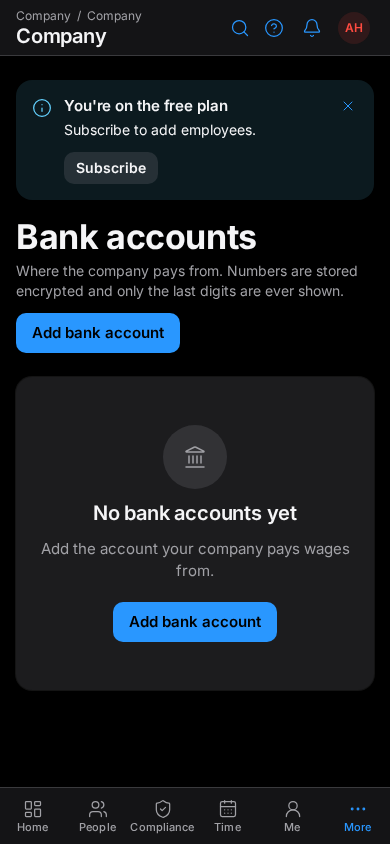 Company / Company
Company
AH
You're on the free plan
Subscribe to add employees.
Subscribe
Bank accounts
Where the company pays from. Numbers are stored
encrypted and only the last digits are ever shown.
Add bank account
No bank accounts yet
Add the account your company pays wages
from.
Add bank account
Home People Compliance Time Me More